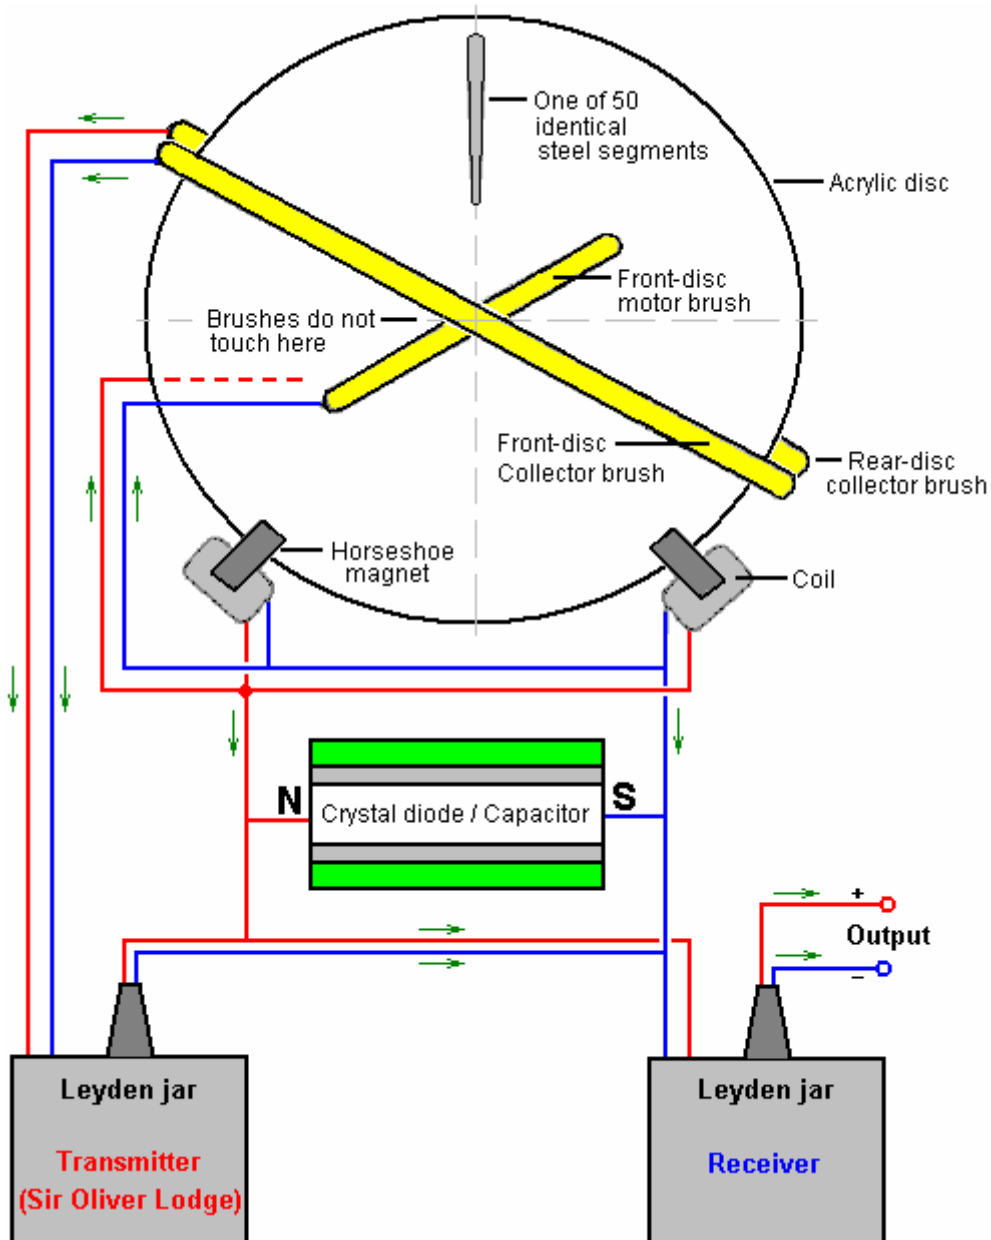 One of 50
identical
steel segments
Acrylic disc
Front-disc
motor brush
Brushes do not
touch here
Front-disc
Collector brush
Rear-disc
collector brush
Horseshoe
magnet
Coil
N
Crystal diode / Capacitor
S
+
Output
–
Leyden jar
Transmitter
(Sir Oliver Lodge)
Leyden jar
Receiver